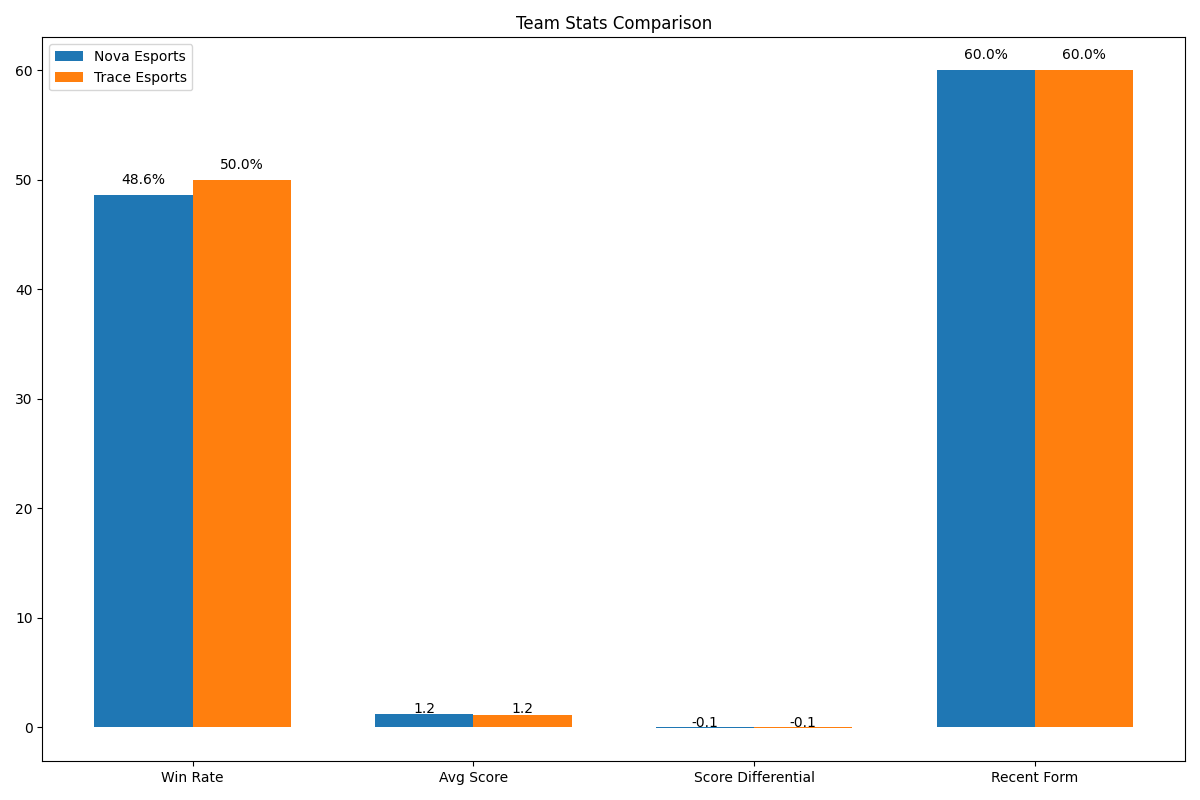 Team Stats Comparison
Nova Esports
Trace Esports
60
50
40
30
20
10
0
48.6%
50.0%
1.2
1.2
-0.1
-0.1
60.0%
60.0%
Win Rate
Avg Score
Score Differential
Recent Form